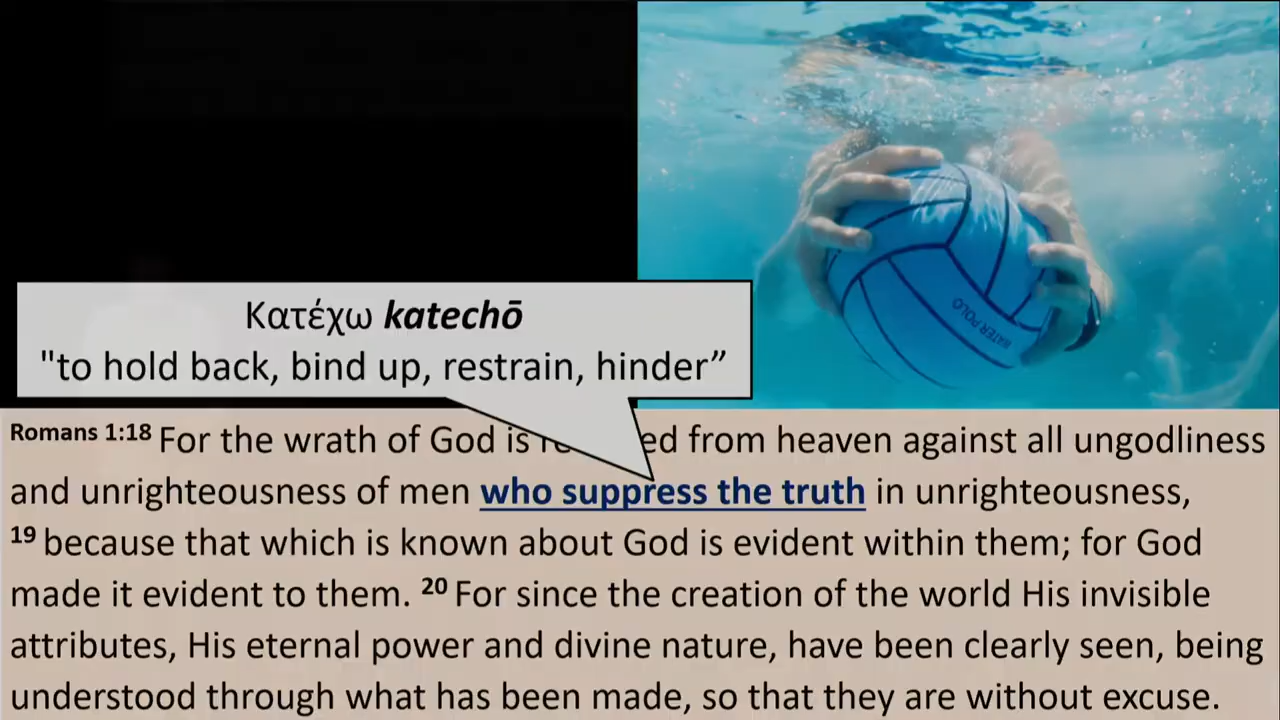 Κατέχω katechō
"to hold back, bind up, restrain, hinder”
WATER POLO
Romans 1:18 For the wrath of God is re ed from heaven against all ungodliness
and unrighteousness of men who suppress the truth in unrighteousness,
19 because that which is known about God is evident within them; for God
made it evident to them. 20 For since the creation of the world His invisible
attributes, His eternal power and divine nature, have been clearly seen, being
understood through what has been made, so that they are without excuse.